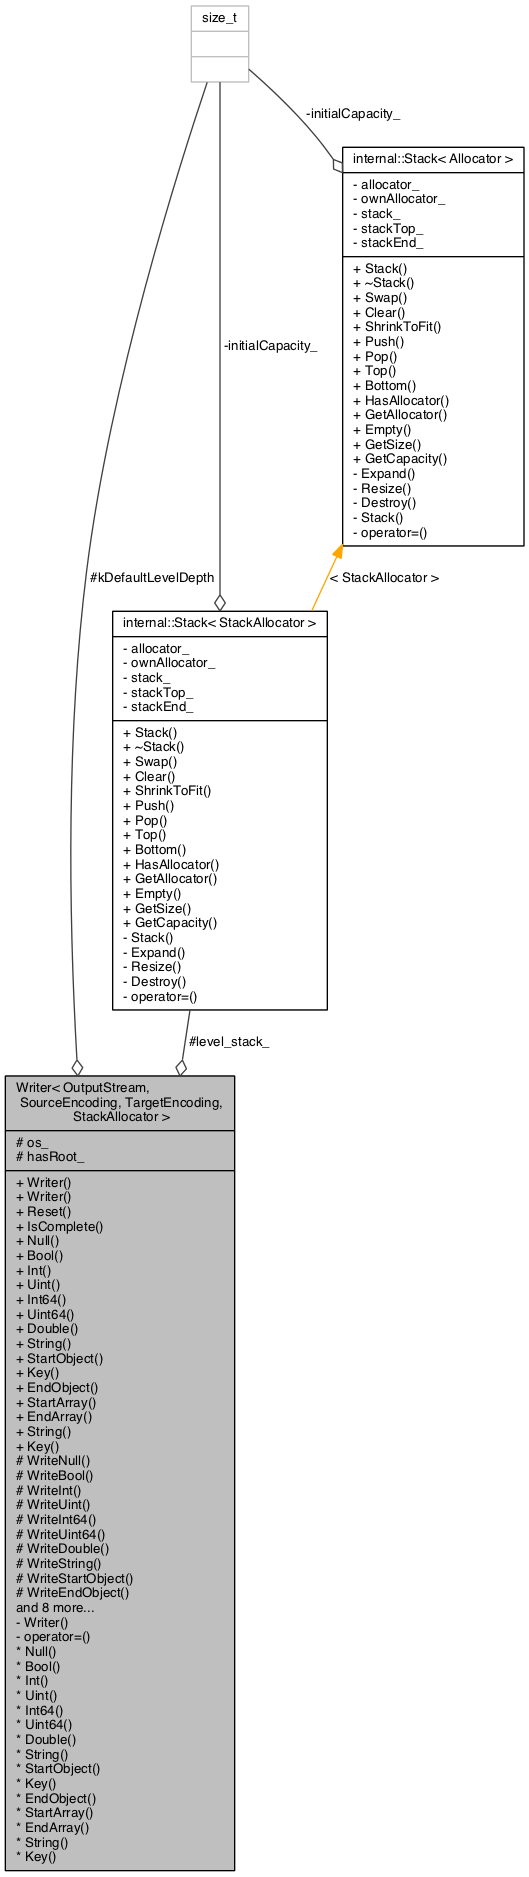 size_t
-initialCapacity_
internal::Stack< Allocator >
- allocator_
- ownAllocator_
- stack_
- stackTop_
- stackEnd_
+ Stack()
+ ~Stack()
+ Swap()
+ Clear()
+ ShrinkToFit()
+ Push()
+ Pop()
+ Top()
+ Bottom()
+ HasAllocator()
+ GetAllocator()
+ Empty()
+ GetSize()
+ GetCapacity()
- Expand()
- Resize()
- Destroy()
- Stack()
- operator=()
-initialCapacity_
#kDefaultLevelDepth
< StackAllocator >
internal::Stack< StackAllocator >
- allocator_
- ownAllocator_
- stack_
- stackTop_
- stackEnd_
+ Stack()
+ ~Stack()
+ Swap()
+ Clear()
+ ShrinkToFit()
+ Push()
+ Pop()
+ Top()
+ Bottom()
+ HasAllocator()
+ GetAllocator()
+ Empty()
+ GetSize()
+ GetCapacity()
- Stack()
- Expand()
- Resize()
- Destroy()
- operator=()
#level_stack_
Writer< OutputStream,
SourceEncoding, TargetEncoding,
StackAllocator >
# os_
# hasRoot_
+ Writer()
+ Writer()
+ Reset()
+ IsComplete()
+ Null()
+ Bool()
+ Int()
+ Uint()
+ Int64()
+ Uint64()
+ Double()
+ String()
+ StartObject()
+ Key()
+ EndObject()
+ StartArray()
+ EndArray()
+ String()
+ Key()
# WriteNull()
# WriteBool()
# WriteInt()
# WriteUint()
# WriteInt64()
# WriteUint64()
# WriteDouble()
# WriteString()
# WriteStartObject()
# WriteEndObject()
and 8 more...
- Writer()
- operator=()
* Null()
* Bool()
* Int()
* Uint()
* Int64()
* Uint64()
* Double()
* String()
* StartObject()
* Key()
* EndObject()
* StartArray()
* EndArray()
* String()
* Key()